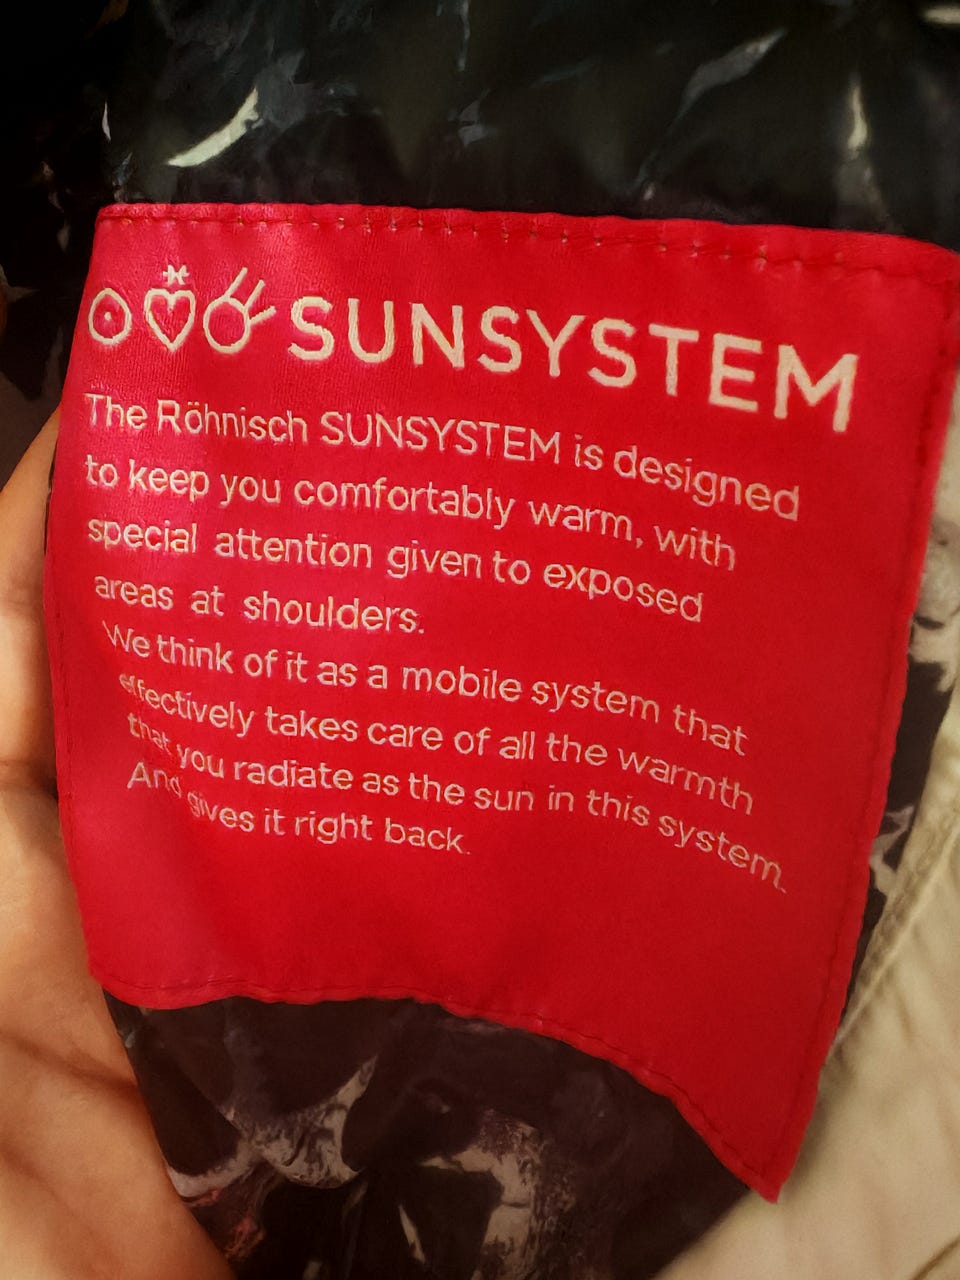 SUNSYSTEM
The Röhnisch SUNSYSTEM is designed
to keep you comfortably warm, with
special attention given to exposed
areas at shoulders.
We think of it as a mobile system that
effectively takes care of all the warmth
that you radiate as the sun in this system.
And gives it right back.